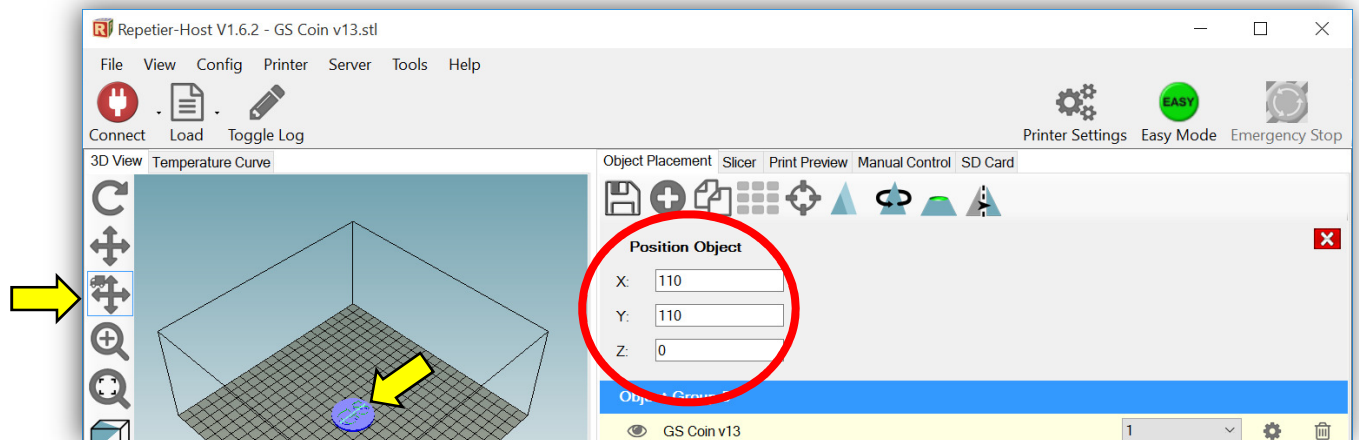 Repetier-Host V1.6.2 - GS Coin v13.stl
File View Config Printer Server Tools Help
Connect Load Toggle Log Printer Settings EASY Easy Mode Emergency Stop
3D View Temperature Curve Object Placement Slicer Print Preview Manual Control SD Card
Position Object
X: 110
Y: 110
Z: 0
Object Group
GS Coin v13 1